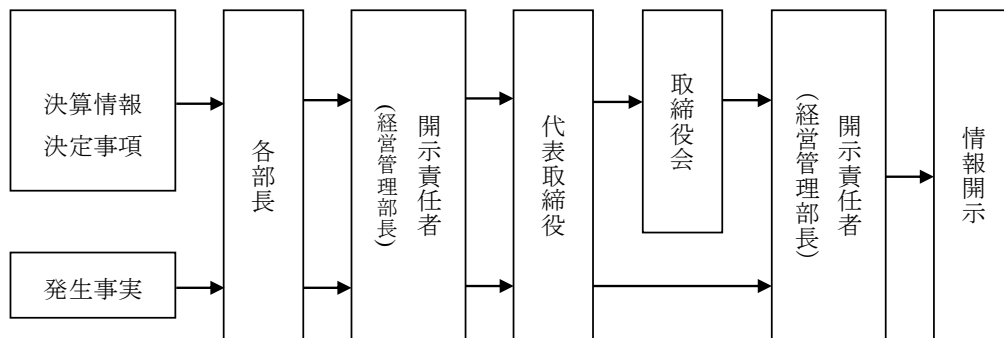 決算情報
決定事項
発生事実
各部長
開示責任者
(経営管理部長)
代表取締役
取締役会
開示責任者
(経営管理部長)
情報開示